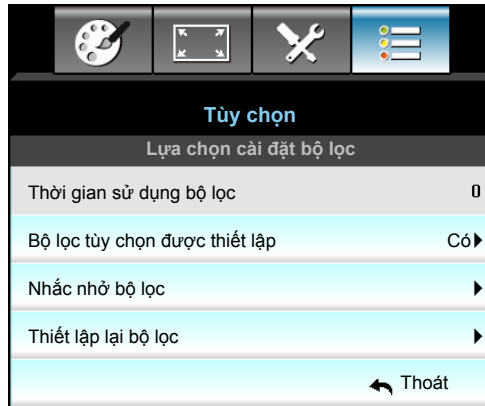 Tùy chọn
Lựa chọn cài đặt bộ lọc
Thời gian sử dụng bộ lọc 0
Bộ lọc tùy chọn được thiết lập Có
Nhắc nhở bộ lọc
Thiết lập lại bộ lọc
Thoát